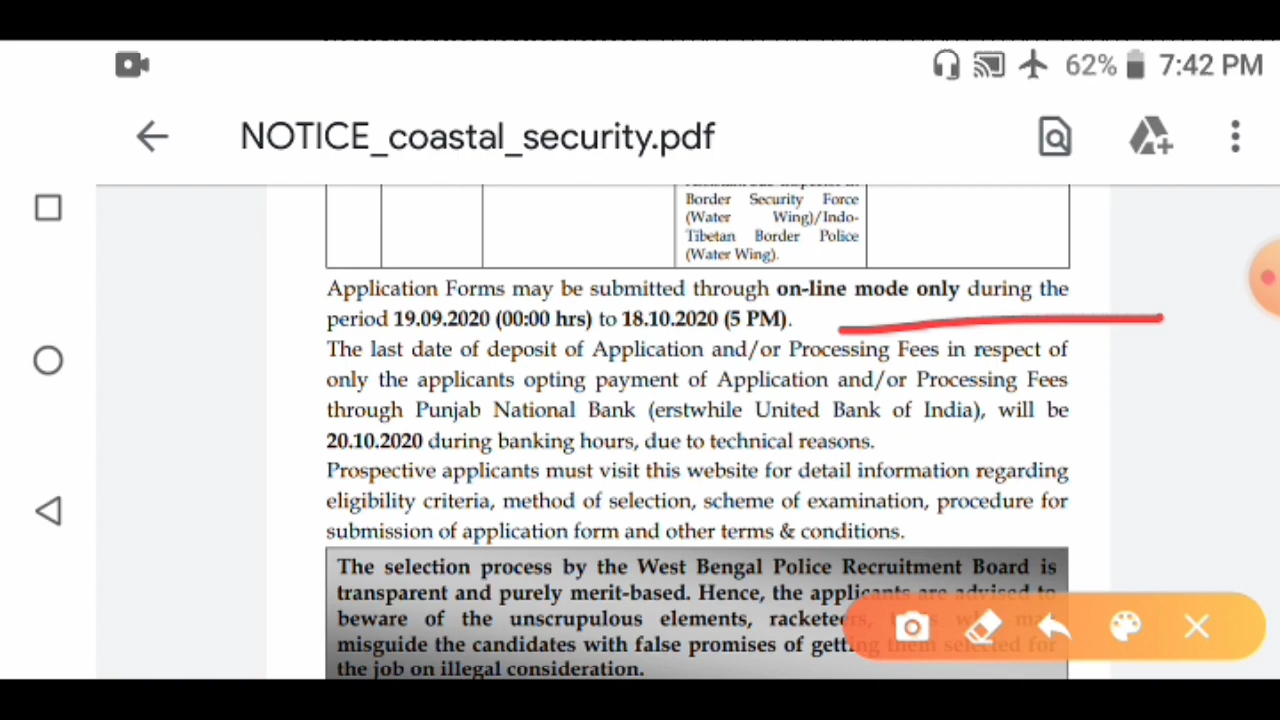 62% 7:42 PM
NOTICE_coastal_security.pdf
Border Security Force
(Water Wing)/Indo-
Tibetan Border Police
(Water Wing).
Application Forms may be submitted through on-line mode only during the
period 19.09.2020 (00:00 hrs) to 18.10.2020 (5 PM).
The last date of deposit of Application and/or Processing Fees in respect of
only the applicants opting payment of Application and/or Processing Fees
through Punjab National Bank (erstwhile United Bank of India), will be
20.10.2020 during banking hours, due to technical reasons.
Prospective applicants must visit this website for detail information regarding
eligibility criteria, method of selection, scheme of examination, procedure for
submission of application form and other terms & conditions.
The selection process by the West Bengal Police Recruitment Board is
transparent and purely merit-based. Hence, the applicants are advised to
beware of the unscrupulous elements, racketeers,
misguide the candidates with false promises of getting them selected for
the job on illegal consideration.